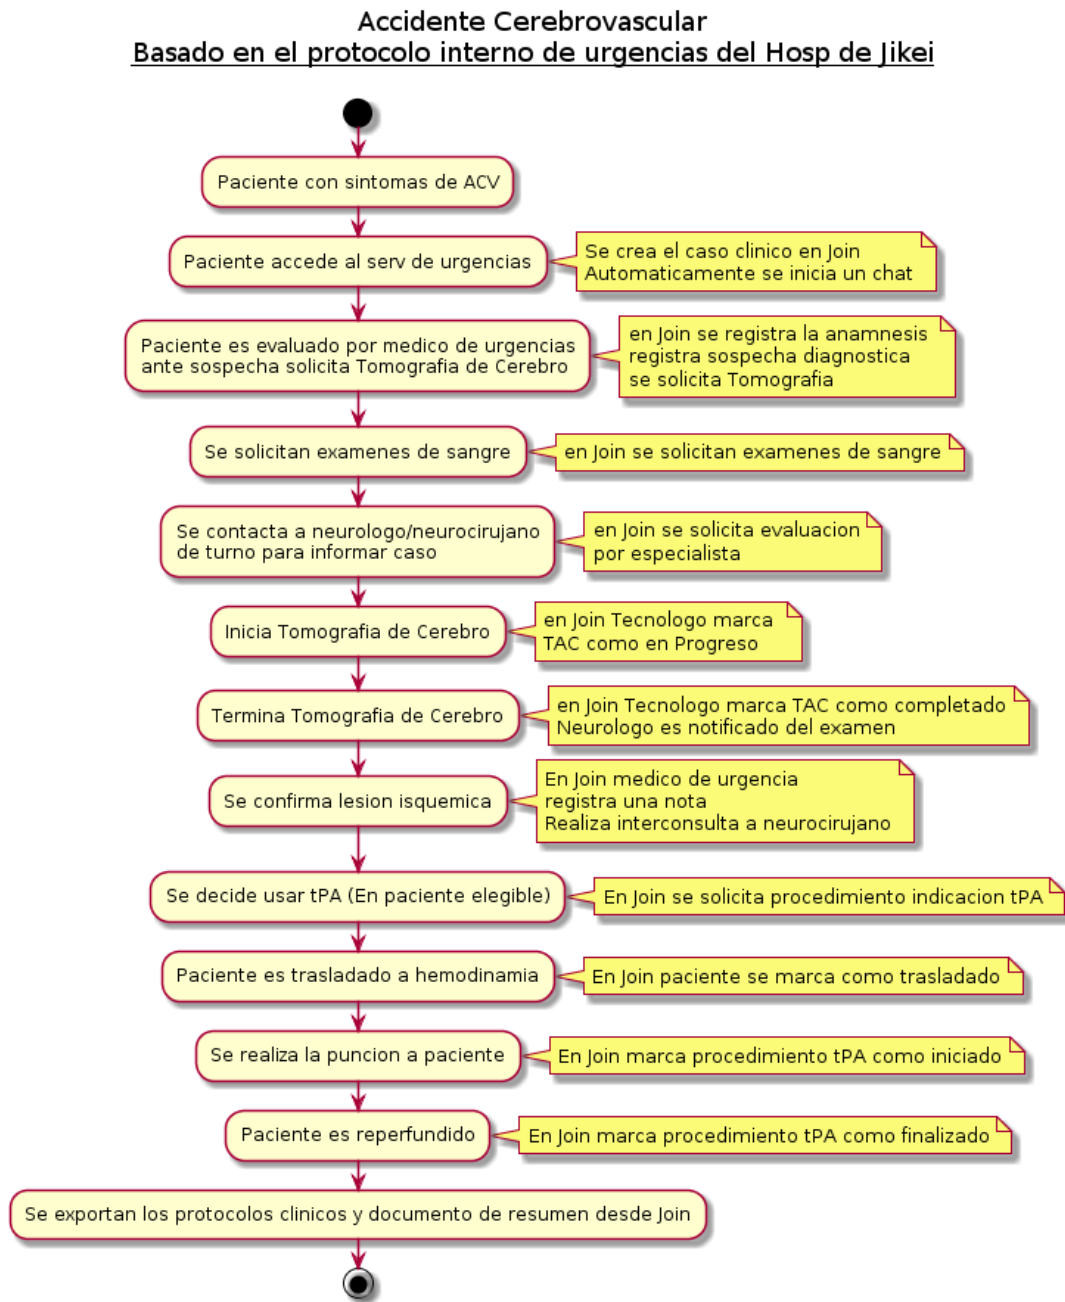 Accidente Cerebrovascular
Basado en el protocolo interno de urgencias del Hosp de Jikei
Paciente con sintomas de ACV
Paciente accede al serv de urgencias
Se crea el caso clinico en Join
Automaticamente se inicia un chat
Paciente es evaluado por medico de urgencias
ante sospecha solicita Tomografia de Cerebro
en Join se registra la anamnesis
registra sospecha diagnostica
se solicita Tomografia
Se solicitan examenes de sangre
en Join se solicitan examenes de sangre
Se contacta a neurologo/neurocirujano
de turno para informar caso
en Join se solicita evaluacion
por especialista
Inicia Tomografia de Cerebro
en Join Tecnologo marca
TAC como en Progreso
Termina Tomografia de Cerebro
en Join Tecnologo marca TAC como completado
Neurologo es notificado del examen
Se confirma lesion isquemica
En Join medico de urgencia
registra una nota
Realiza interconsulta a neurocirujano
Se decide usar tPA (En paciente elegible)
En Join se solicita procedimiento indicacion tPA
Paciente es trasladado a hemodinamia
En Join paciente se marca como trasladado
Se realiza la puncion a paciente
En Join marca procedimiento tPA como iniciado
Paciente es reperfundido
En Join marca procedimiento tPA como finalizado
Se exportan los protocolos clinicos y documento de resumen desde Join